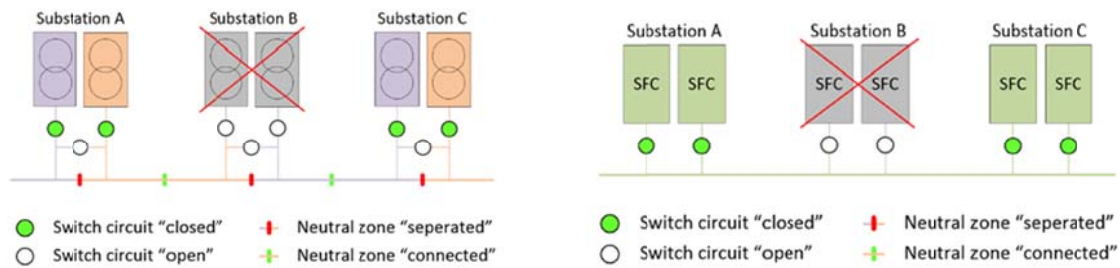 Substation A
Substation B
Substation C
Switch circuit “closed”
Neutral zone “seperated”
Switch circuit “open”
Neutral zone “connected”
Substation A
Substation B
Substation C
SFC
SFC
SFC
SFC
SFC
SFC
Switch circuit “closed”
Neutral zone “seperated”
Switch circuit “open”
Neutral zone “connected”